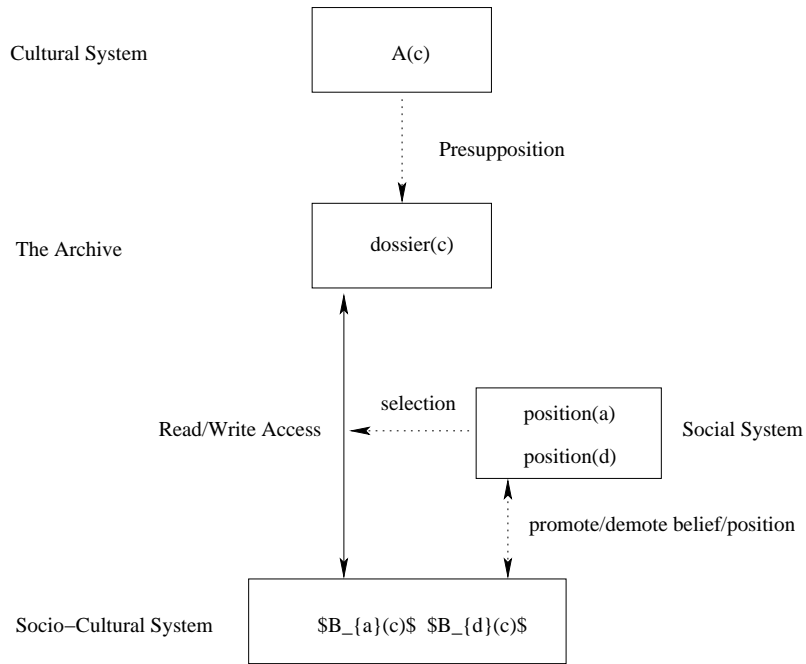 Cultural System
A(c)
Presupposition
The Archive
dossier(c)
selection
Read/Write Access
position(a)
position(d)
Social System
promote/demote belief/position
Socio−Cultural System
$B_{a}(c)$ $B_{d}(c)$